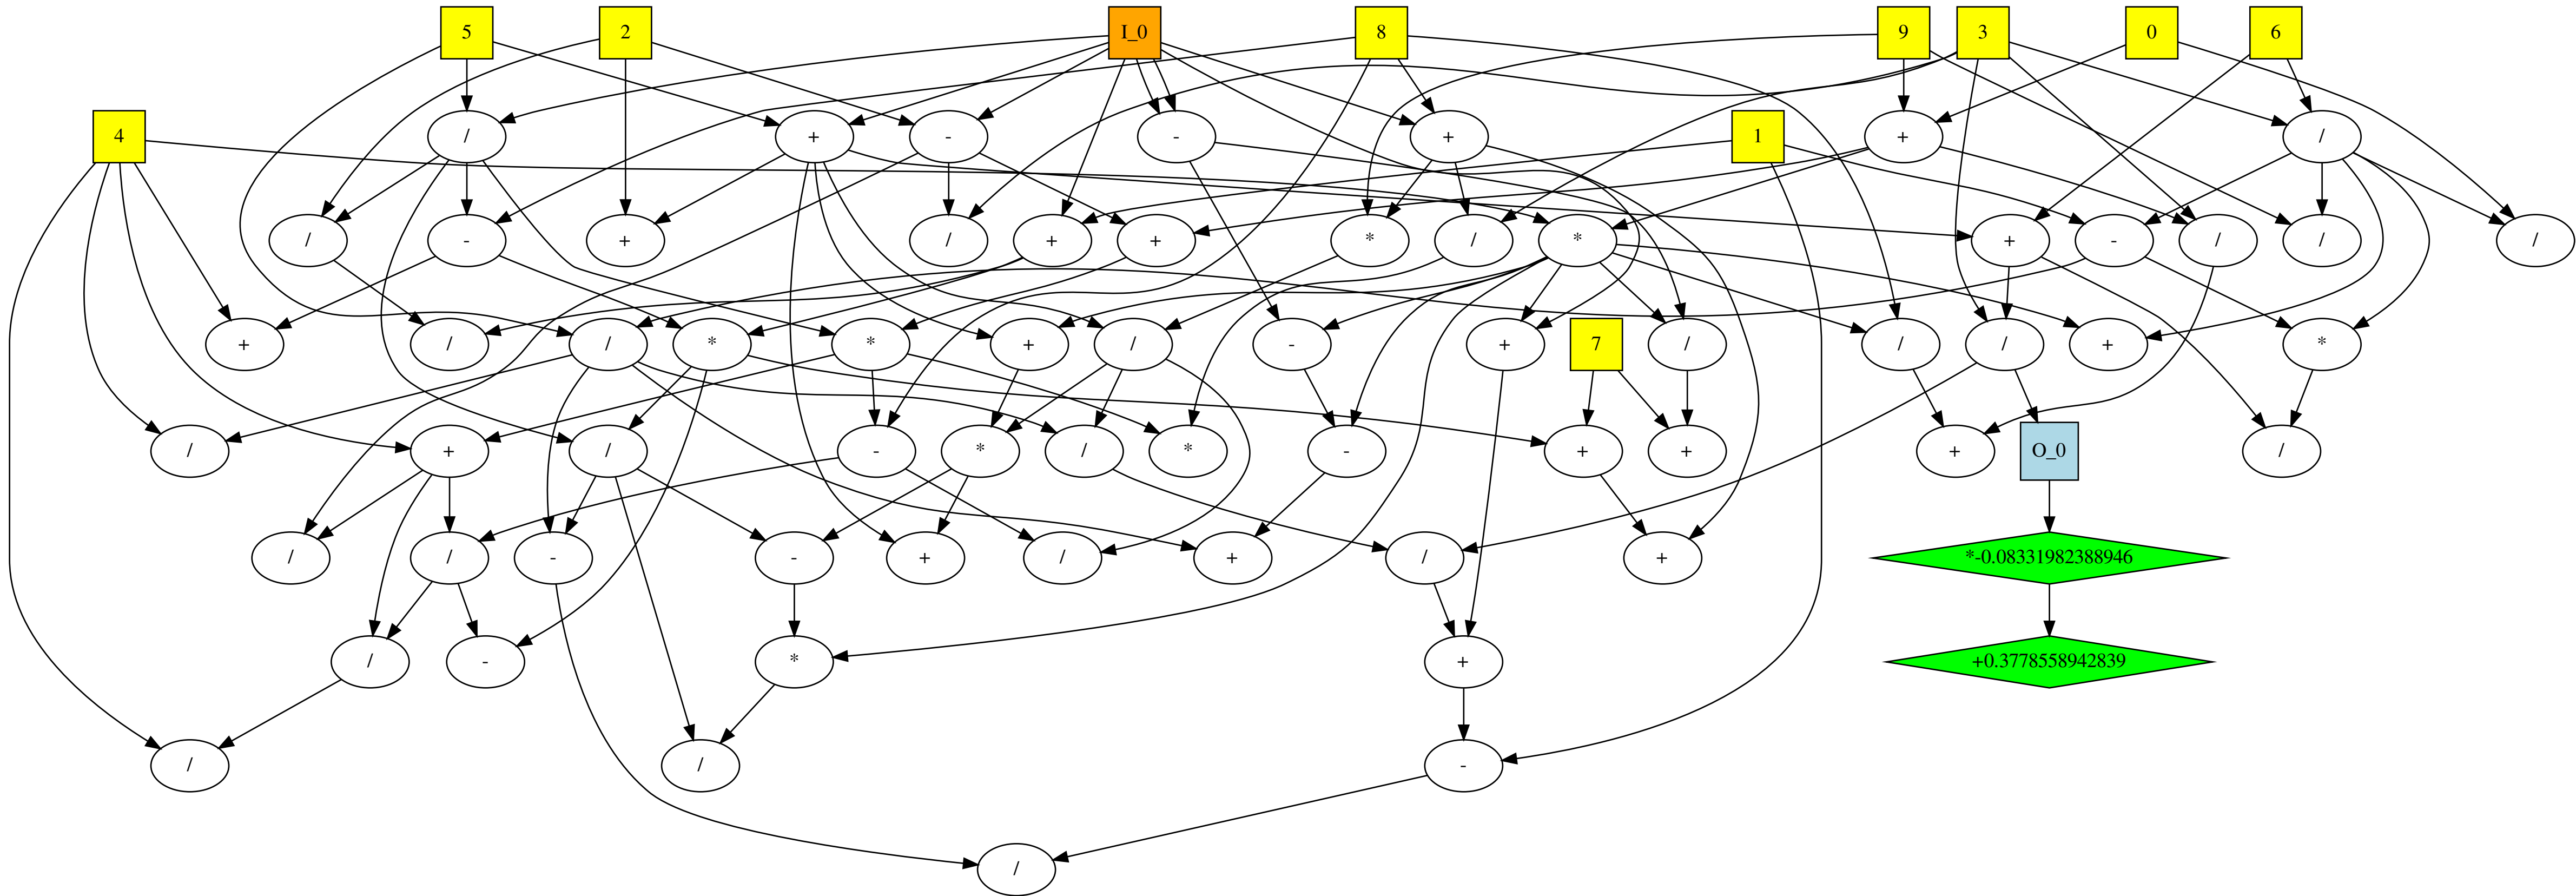 5 2 I_0 8 9 3 0 6
4 / + - - + 1 + /
/ - + / + + * / * + - / / /
+ / / * * + / - + 7 / / / + *
/ + / - * / * - + + + O_0 /
/ / - - + / + / + *-0.08331982388946
/ - * + +0.3778558942839
/ / -
/